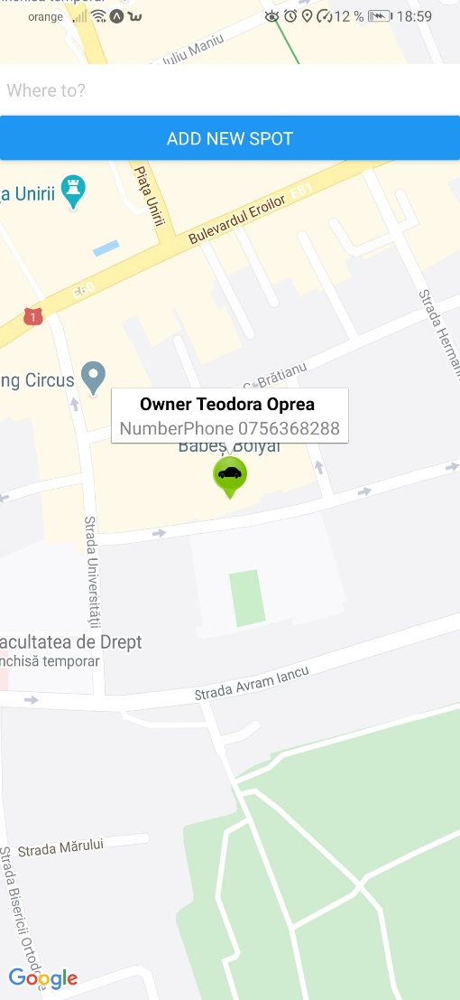 orange
12 %
18:59
Iuliu Maniu
Where to?
ADD NEW SPOT
a Unirii
Piața Unirii
Bulevardul Eroilor
E81
E60
1
Strada Hermann
ng Circus
C. Brătianu
Owner Teodora Oprea
NumberPhone 0756368288
Babeș Bolyai
Strada Universității
acultatea de Drept
nchisă temporar
Strada Avram Iancu
Strada Mărului
Strada Bisericii Ortodoxe
Google